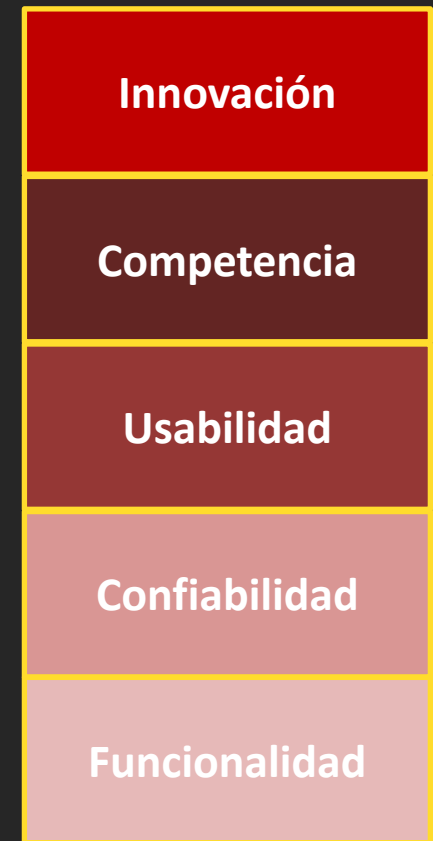 Innovación
Competencia
Usabilidad
Confiabilidad
Funcionalidad